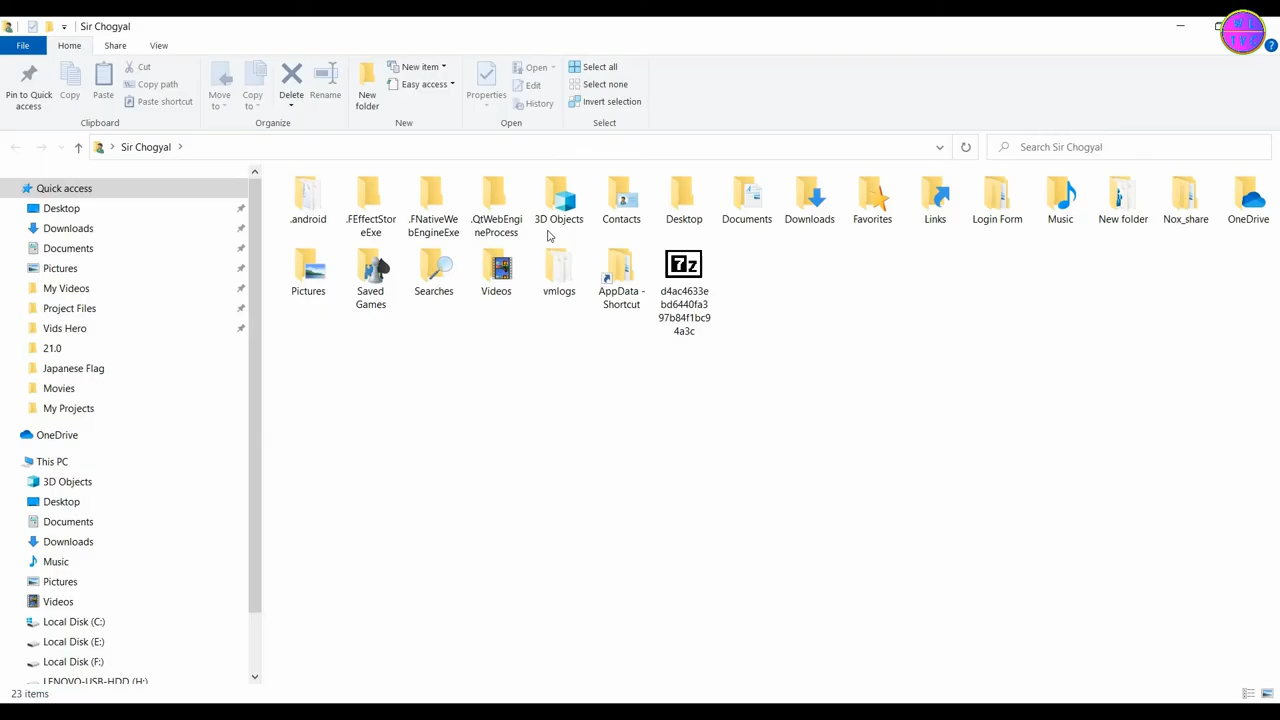 Sir Chogyal
WL
IVE
File Home Share View
Pin to Quick access
Copy
Paste
Cut
Copy path
Paste shortcut
Clipboard
Move to
Copy to
Delete
Rename
Organize
New folder
New item
Easy access
New
Properties
Open
Edit
History
Open
Select all
Select none
Invert selection
Select
Sir Chogyal
Search Sir Chogyal
Quick access
Desktop
Downloads
Documents
Pictures
My Videos
Project Files
Vids Hero
21.0
Japanese Flag
Movies
My Projects
OneDrive
This PC
3D Objects
Desktop
Documents
Downloads
Music
Pictures
Videos
Local Disk (C:)
Local Disk (E:)
Local Disk (F:)
LENOVO-USB-HDD (H:)
.android
.FEffectStor
eExe
.FNativeWe
bEngineExe
.QtWebEngi
neProcess
3D Objects
Contacts
Desktop
Documents
Downloads
Favorites
Links
Login Form
Music
New folder
Nox_share
OneDrive
Pictures
Saved
Games
Searches
Videos
vmlogs
AppData -
Shortcut
7z
d4ac4633e
bd6440fa3
97b84f1bc9
4a3c
23 items